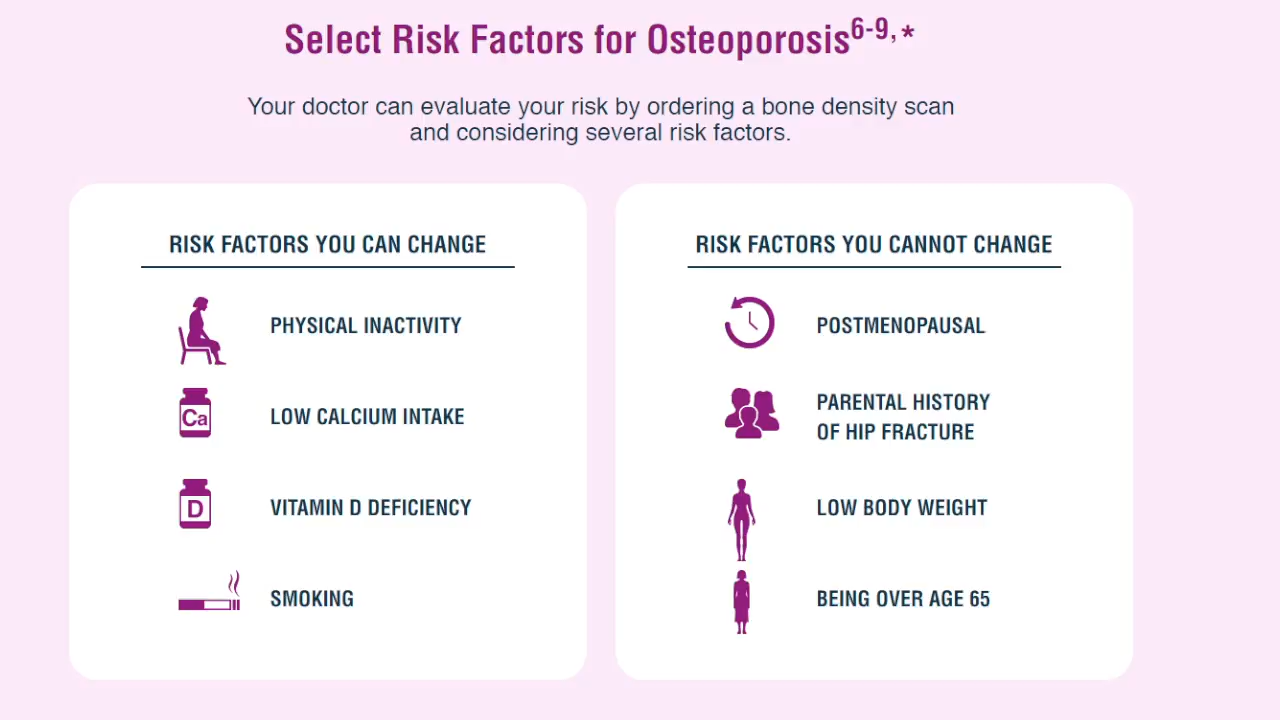 Select Risk Factors for Osteoporosis6-9,*
Your doctor can evaluate your risk by ordering a bone density scan
and considering several risk factors.
RISK FACTORS YOU CAN CHANGE
PHYSICAL INACTIVITY
Ca
LOW CALCIUM INTAKE
D
VITAMIN D DEFICIENCY
SMOKING
RISK FACTORS YOU CANNOT CHANGE
POSTMENOPAUSAL
PARENTAL HISTORY
OF HIP FRACTURE
LOW BODY WEIGHT
BEING OVER AGE 65